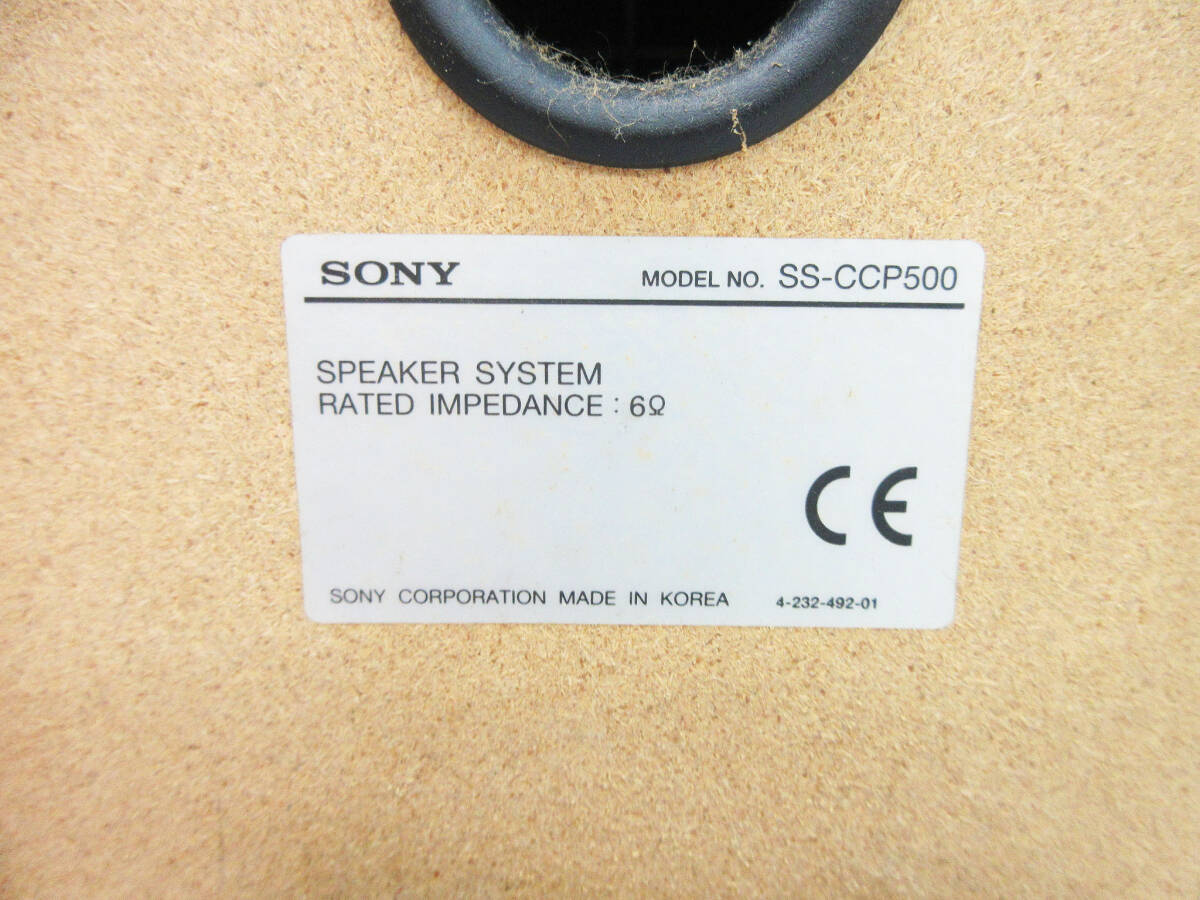 SONY MODEL NO. SS-CCP500
SPEAKER SYSTEM
RATED IMPEDANCE : 6Ω
CE
SONY CORPORATION MADE IN KOREA 4-232-492-01